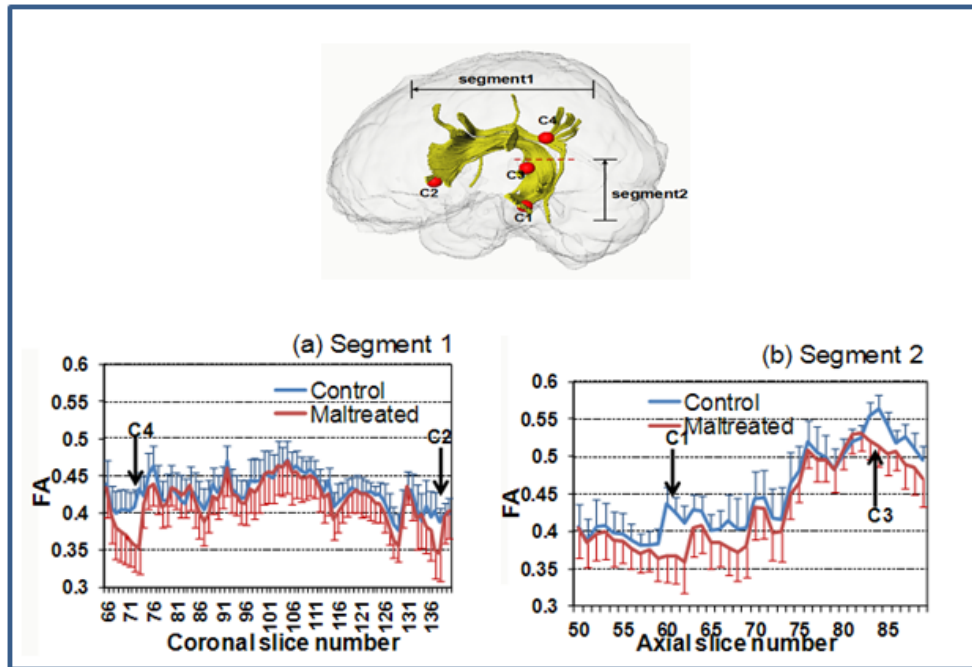 segment1
C4
C3
C2
segment2
C1
(a) Segment 1
0.6
0.55
0.5
0.45
0.4
0.35
0.3
FA
Control
Maltreated
C4
C2
66 71 76 81 86 91 96 101 106 111 116 121 126 131 136
Coronal slice number
(b) Segment 2
0.6
0.55
0.5
0.45
0.4
0.35
0.3
FA
Control
Maltreated
C1
C3
50 55 60 65 70 75 80 85
Axial slice number